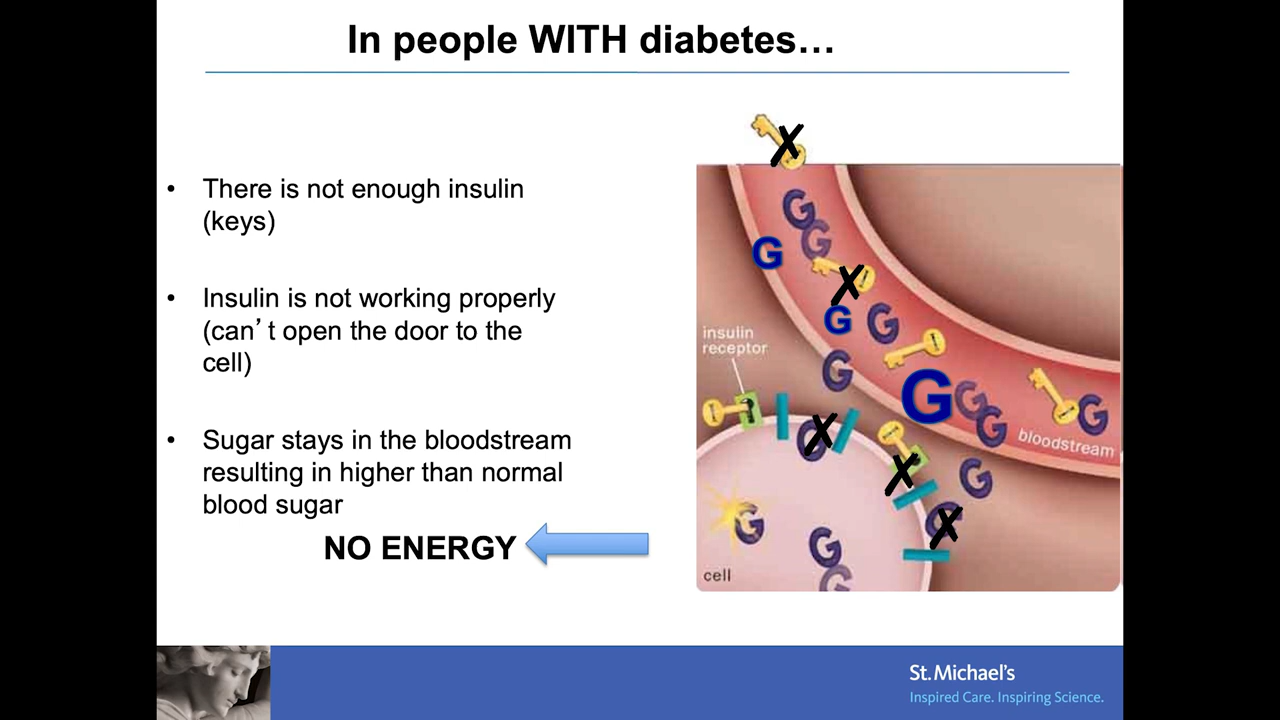 In people WITH diabetes…
• There is not enough insulin
(keys)
• Insulin is not working properly
(can’ t open the door to the
cell)
• Sugar stays in the bloodstream
resulting in higher than normal
blood sugar
NO ENERGY
X
G
G
G
X
G
G
insulin
receptor
G
G
G
G
G
bloodstream
G
X
X
G
G
X
G
G
G
cell
St. Michael's
Inspired Care. Inspiring Science.